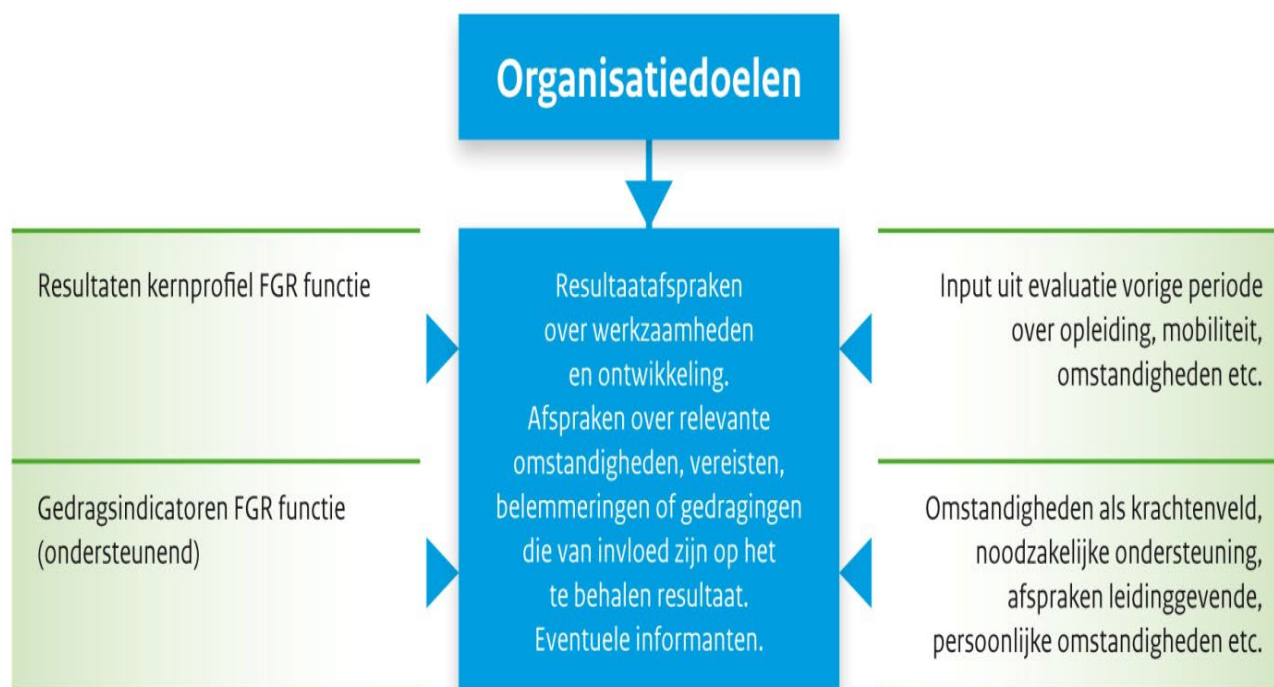 Organisatiedoelen
Resultaten kernprofiel FGR functie
Gedragsindicatoren FGR functie
(ondersteunend)
Resultaatafspraken
over werkzaamheden
en ontwikkeling.
Afspraken over relevante
omstandigheden, vereisten,
belemmeringen of gedragingen
die van invloed zijn op het
te behalen resultaat.
Eventuele informanten.
Input uit evaluatie vorige periode
over opleiding, mobiliteit,
omstandigheden etc.
Omstandigheden als krachtenveld,
noodzakelijke ondersteuning,
afspraken leidinggevende,
persoonlijke omstandigheden etc.